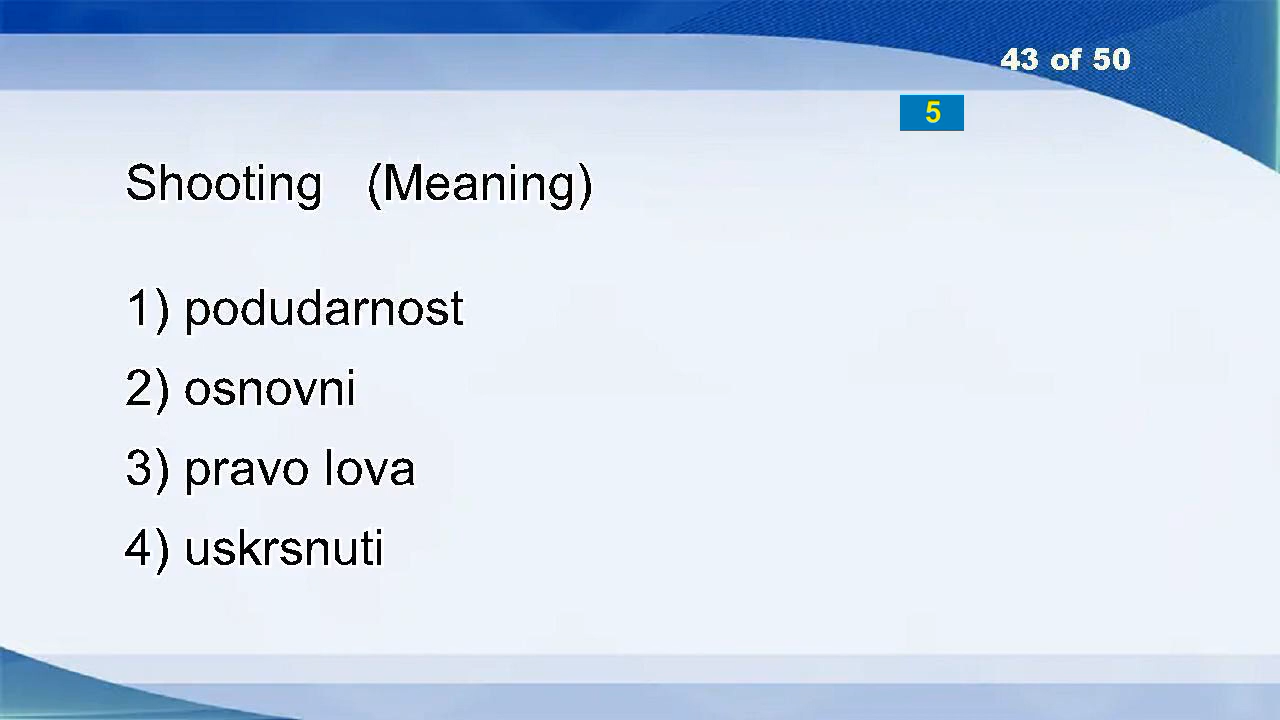 43 of 50
5
Shooting (Meaning)
1) podudarnost
2) osnovni
3) pravo lova
4) uskrsnuti